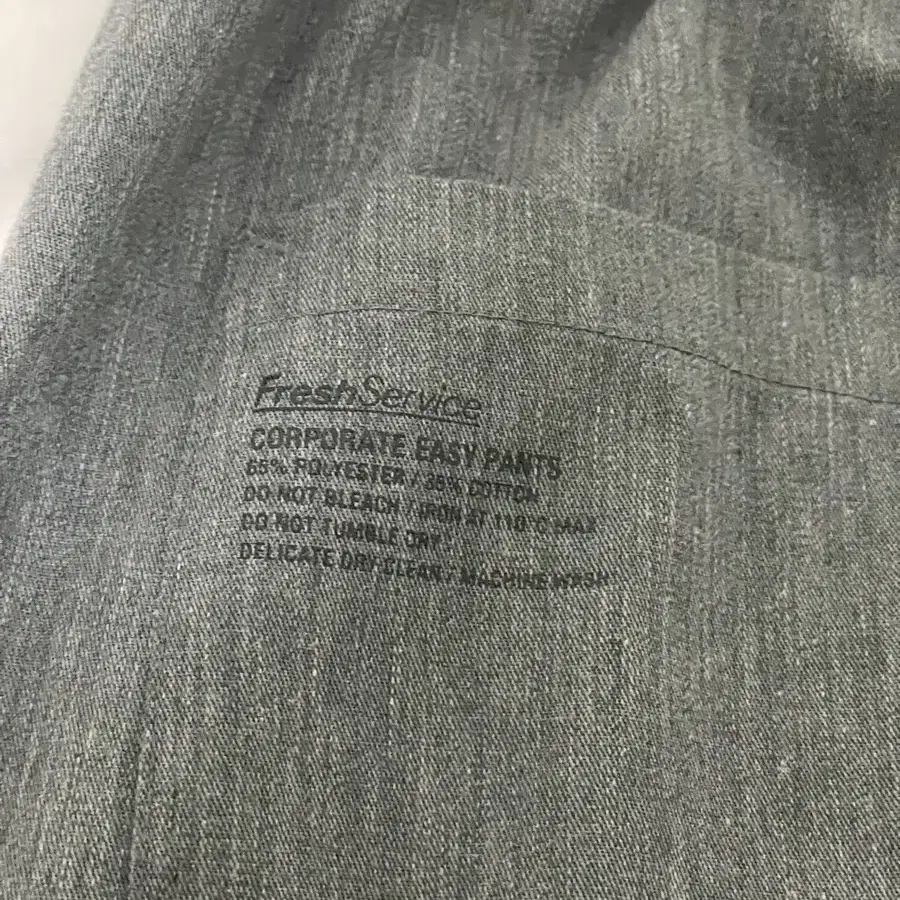 FreshService
CORPORATE EASY PANTS
65% POLYESTER / 35% COTTON
DO NOT BLEACH / IRON AT 110°C MAX
DO NOT TUMBLE DRY
DELICATE DRY CLEAN / MACHINE WASH